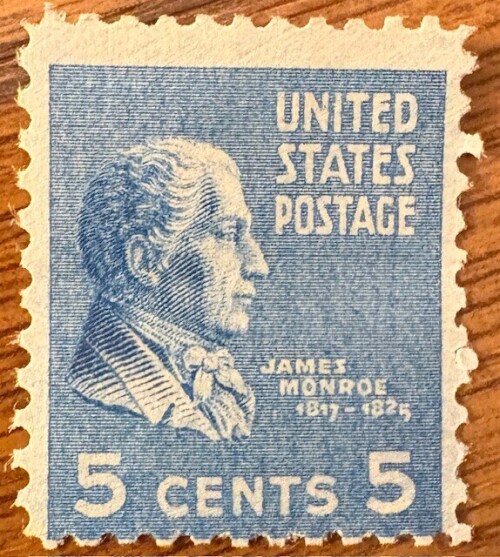 UNITED
STATES
POSTAGE
JAMES
MONROE
1817-1825
5 CENTS 5